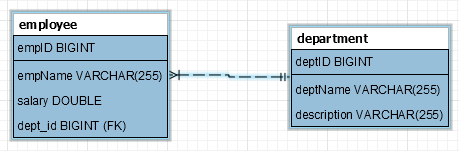 employee
empID BIGINT
empName VARCHAR(255)
salary DOUBLE
dept_id BIGINT (FK)
department
deptID BIGINT
deptName VARCHAR(255)
description VARCHAR(255)